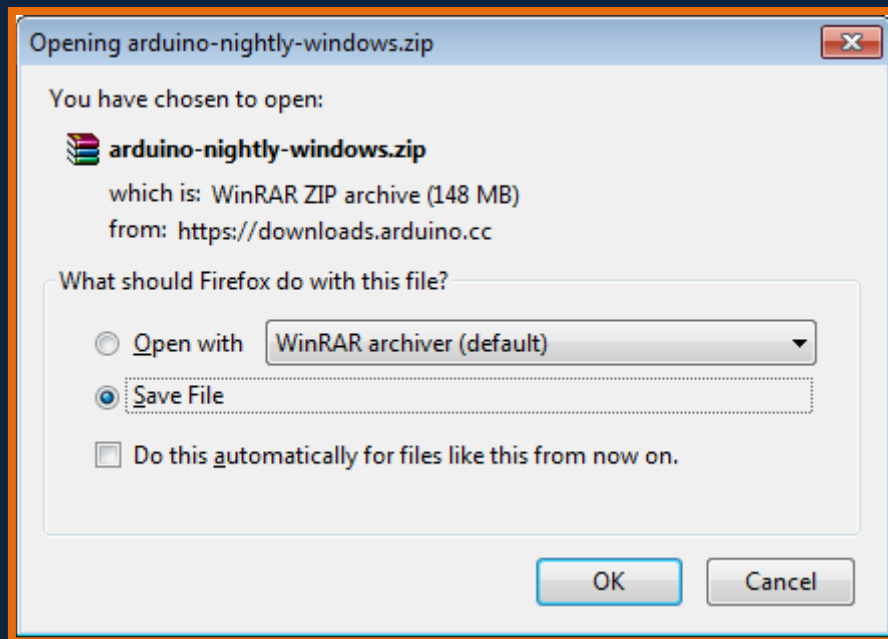 Opening arduino-nightly-windows.zip
You have chosen to open:
arduino-nightly-windows.zip
which is: WinRAR ZIP archive (148 MB)
from: https://downloads.arduino.cc
What should Firefox do with this file?
Open with WinRAR archiver (default)
Save File
Do this automatically for files like this from now on.
OK Cancel